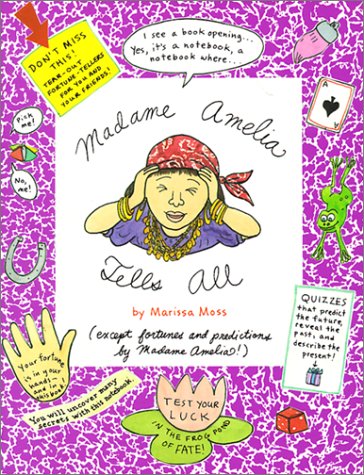 I see a book opening...
Yes, it's a notebook, a
notebook where...
DON'T MISS
THIS!
TEAR-OUT
FORTUNE-TELLERS
FOR YOU AND
YOUR FRIENDS!
Pick
me!
No,
me!
A
Madame Amelia
Tells All
by Marissa Moss
(except fortunes and predictions
by Madame Amelia!)
QUIZZES
that predict
the future,
reveal the
past, and
describe the
present!
Your fortune
is in your
hands—
and in
this book!
You will uncover many
secrets with this notebook
TEST YOUR
LUCK
IN THE FROG POND
OF FATE!